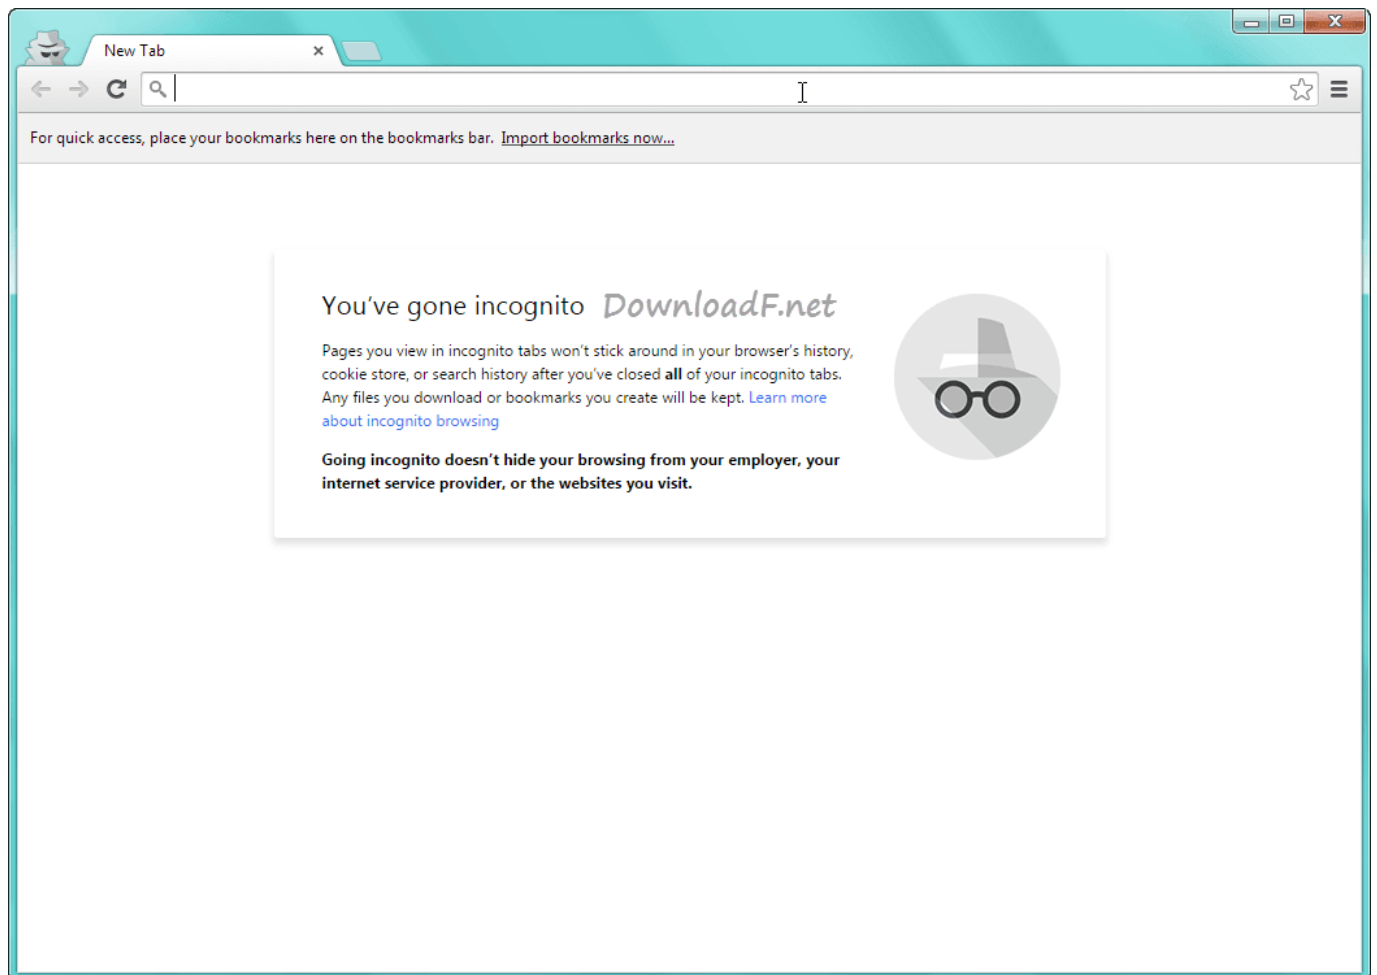 New Tab
For quick access, place your bookmarks here on the bookmarks bar. Import bookmarks now...
You've gone incognito DownloadF.net
Pages you view in incognito tabs won't stick around in your browser's history,
cookie store, or search history after you've closed all of your incognito tabs.
Any files you download or bookmarks you create will be kept. Learn more
about incognito browsing
Going incognito doesn't hide your browsing from your employer, your
internet service provider, or the websites you visit.